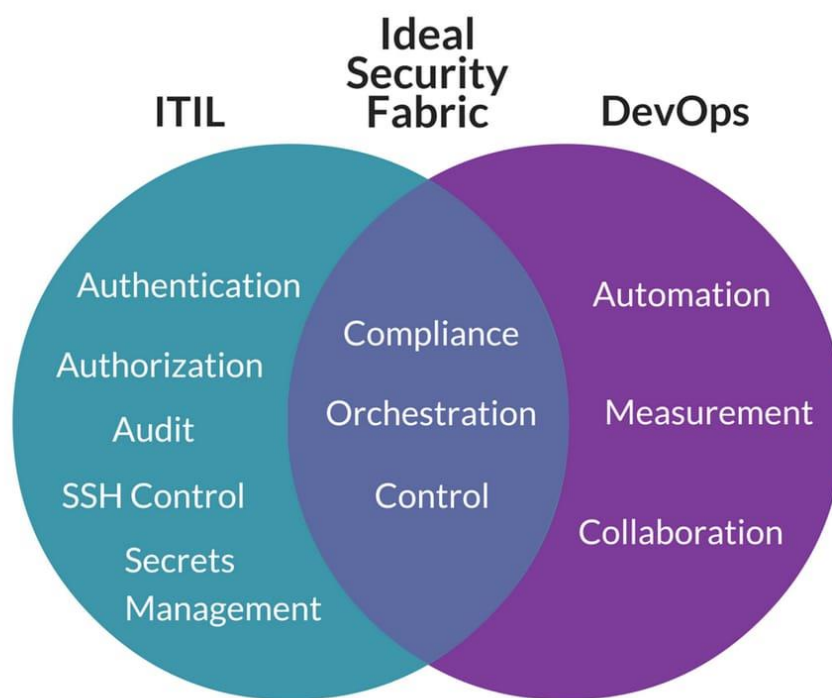 Ideal
Security
Fabric
ITIL
DevOps
Authentication
Authorization
Audit
SSH Control
Secrets
Management
Compliance
Orchestration
Control
Automation
Measurement
Collaboration